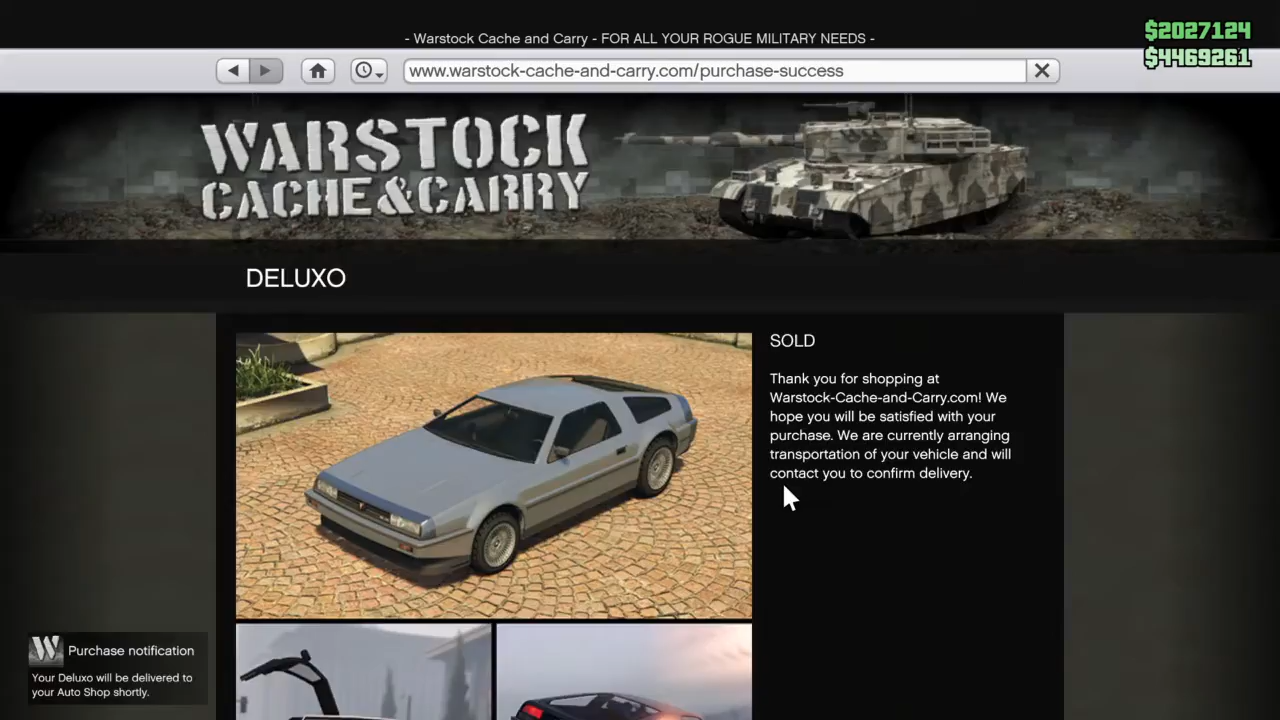 - Warstock Cache and Carry - FOR ALL YOUR ROGUE MILITARY NEEDS -
$2027124
$4469261
www.warstock-cache-and-carry.com/purchase-success
WARSTOCK
CACHE&CARRY
DELUXO
SOLD
Thank you for shopping at
Warstock-Cache-and-Carry.com! We
hope you will be satisfied with your
purchase. We are currently arranging
transportation of your vehicle and will
contact you to confirm delivery.
W Purchase notification
Your Deluxo will be delivered to
your Auto Shop shortly.